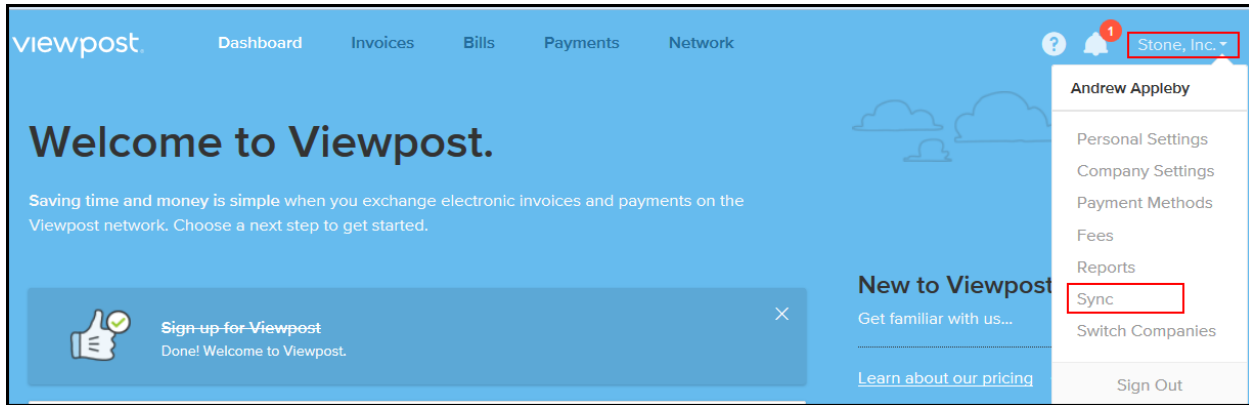 viewpost.
Dashboard Invoices Bills Payments Network
? 1 Stone, Inc.
Andrew Appleby
Personal Settings
Company Settings
Payment Methods
Fees
Reports
Sync
Switch Companies
Sign Out
Welcome to Viewpost.
Saving time and money is simple when you exchange electronic invoices and payments on the
Viewpost network. Choose a next step to get started.
Sign up for Viewpost
Done! Welcome to Viewpost.
New to Viewpost
Get familiar with us...
Learn about our pricing